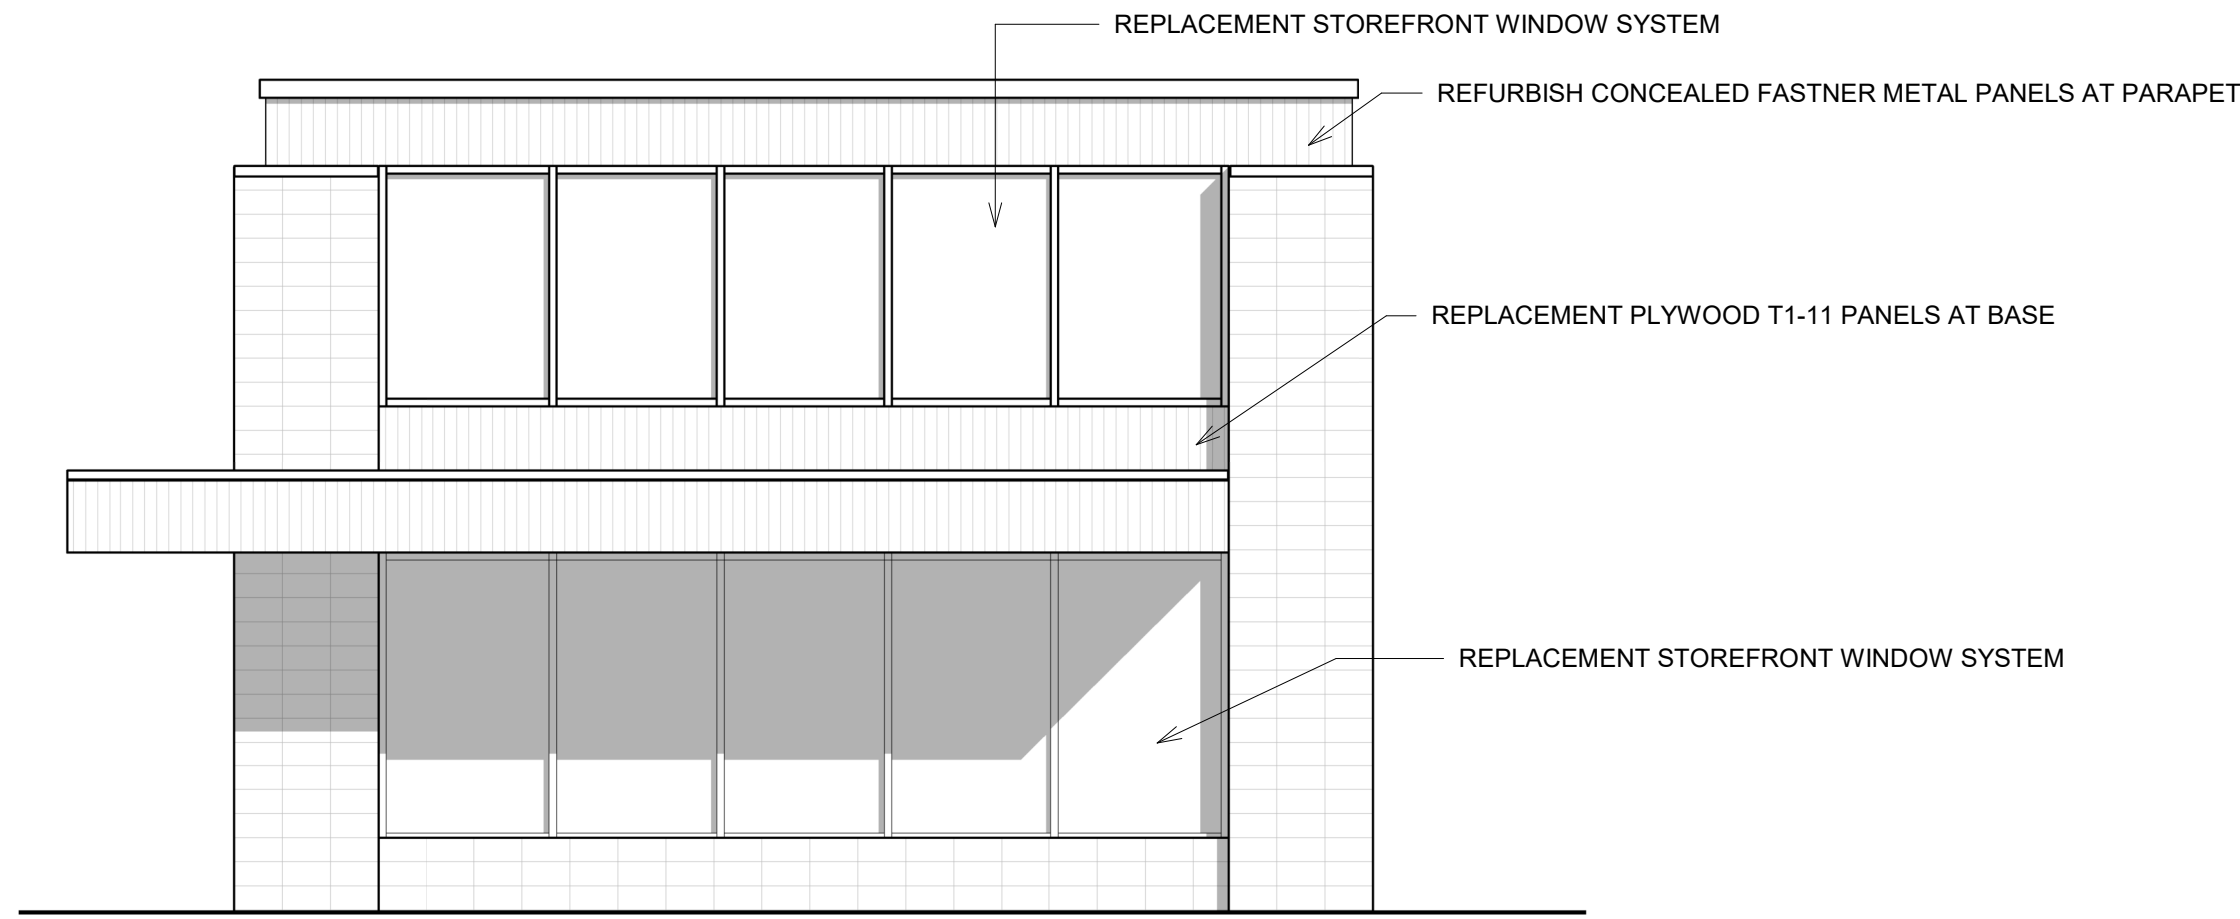 REPLACEMENT STOREFRONT WINDOW SYSTEM
REFURBISH CONCEALED FASTNER METAL PANELS AT PARAPET
REPLACEMENT PLYWOOD T1-11 PANELS AT BASE
REPLACEMENT STOREFRONT WINDOW SYSTEM